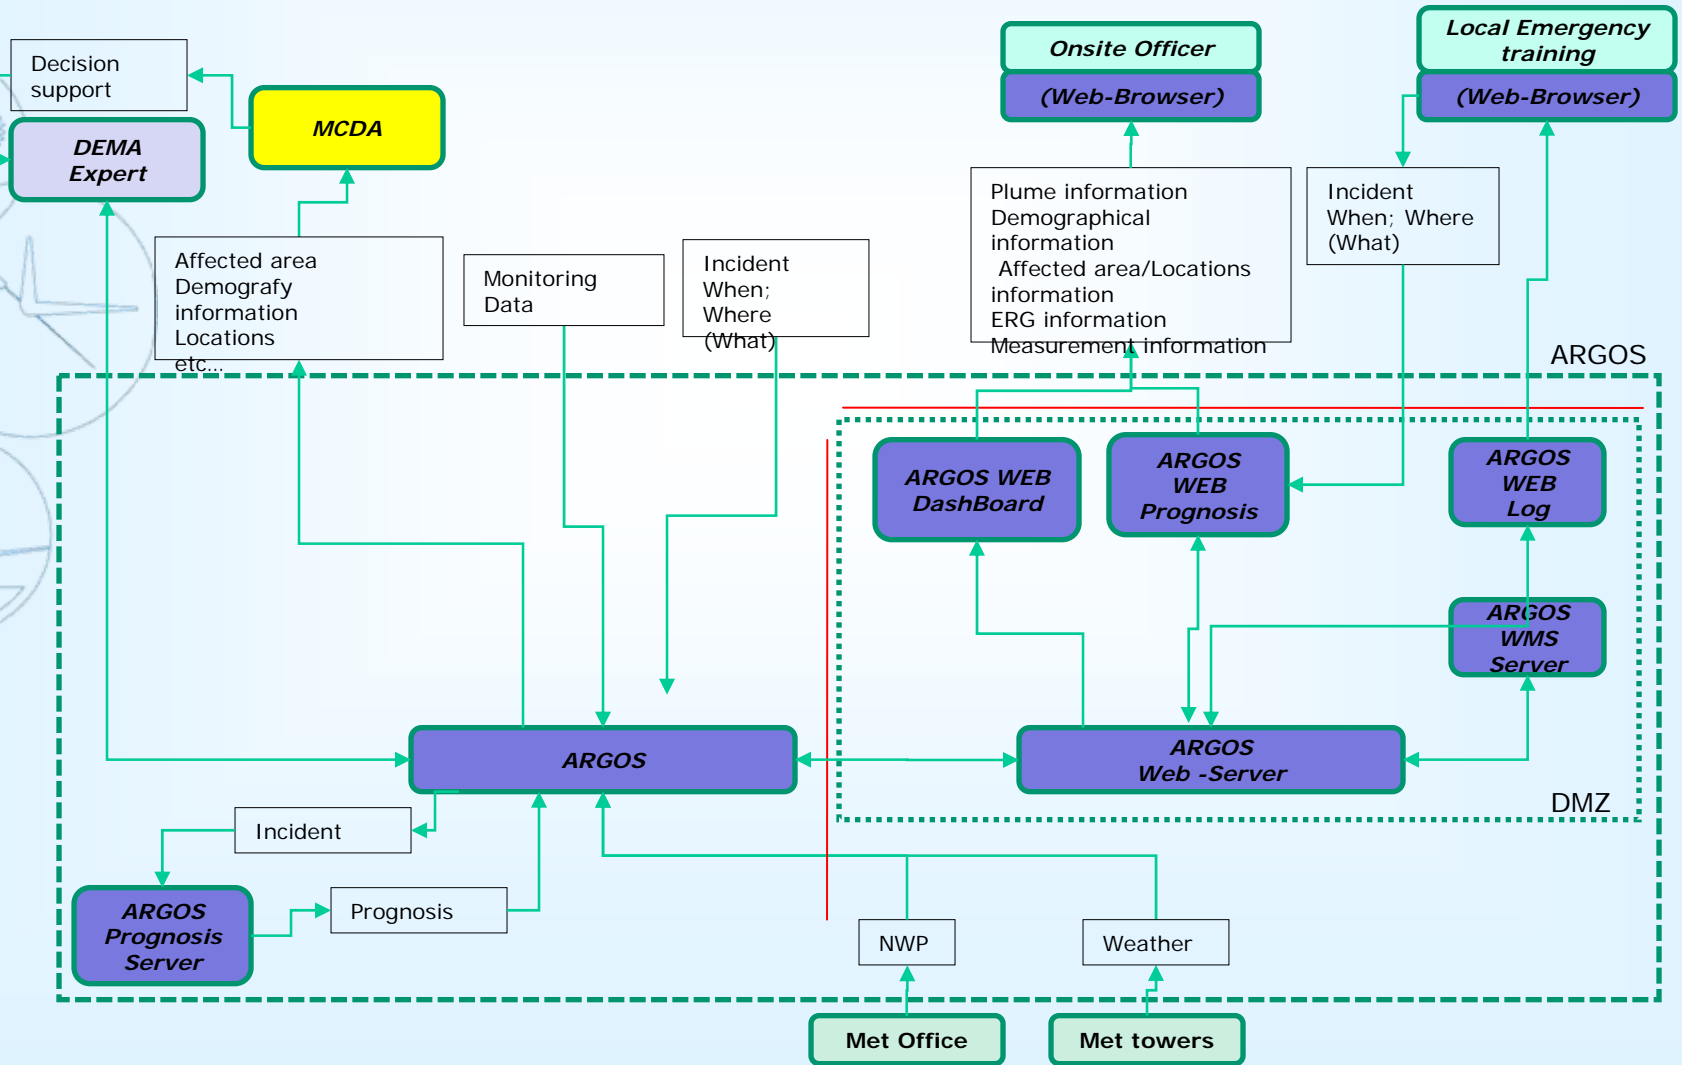 Decision
support
DEMA
Expert
MCDA
Onsite Officer
(Web-Browser)
Local Emergency
training
(Web-Browser)
Affected area
Demografy
information
Locations
etc...
Monitoring
Data
Incident
When;
Where
(What)
Plume information
Demographical
information
Affected area/Locations
information
ERG information
Measurement information
Incident
When; Where
(What)
ARGOS
ARGOS WEB
DashBoard
ARGOS
WEB
Prognosis
ARGOS
WEB
Log
ARGOS
WMS
Server
ARGOS
ARGOS
Web -Server
DMZ
Incident
ARGOS
Prognosis
Server
Prognosis
NWP
Weather
Met Office
Met towers